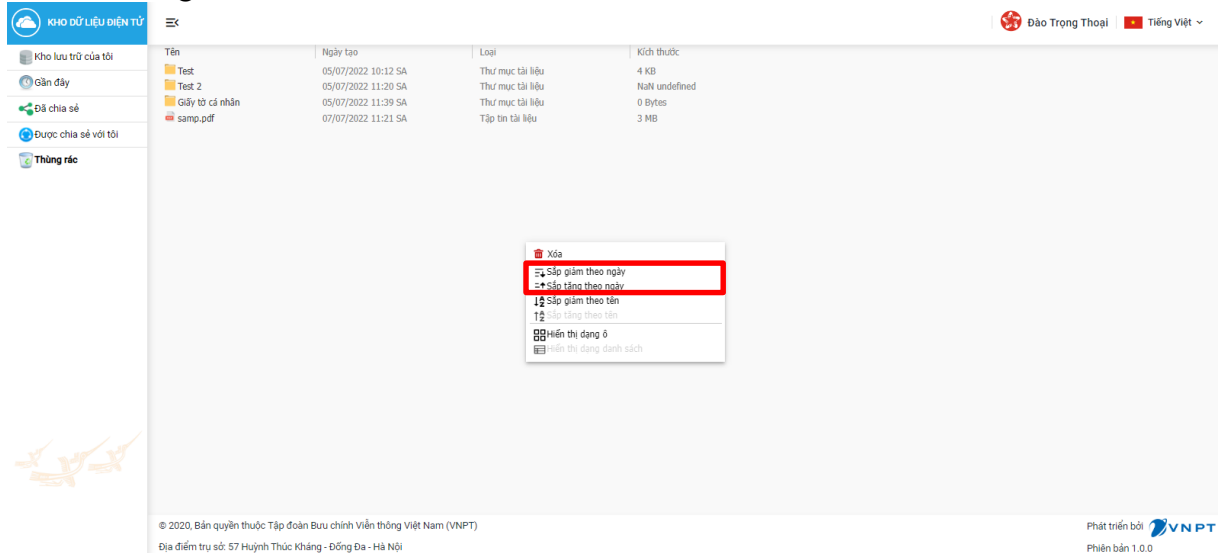 KHO DỮ LIỆU ĐIỆN TỬ
Đào Trọng Thoại Tiếng Việt
Kho lưu trữ của tôi
Gần đây
Đã chia sẻ
Được chia sẻ với tôi
Thùng rác
Tên Ngày tạo Loại Kích thước
Test 05/07/2022 10:12 SA Thư mục tài liệu 4 KB
Test 2 05/07/2022 11:20 SA Thư mục tài liệu NaN undefined
Giấy tờ cá nhân 05/07/2022 11:39 SA Thư mục tài liệu 0 Bytes
samp.pdf 07/07/2022 11:21 SA Tập tin tài liệu 3 MB
Xóa
Sắp giảm theo ngày
Sắp tăng theo ngày
Sắp giảm theo tên
Sắp tăng theo tên
Hiển thị dạng ô
Hiển thị dạng danh sách
© 2020, Bản quyền thuộc Tập đoàn Bưu chính Viễn thông Việt Nam (VNPT) Phát triển bởi VNPT
Địa điểm trụ sở: 57 Huỳnh Thúc Kháng - Đống Đa - Hà Nội Phiên bản 1.0.0